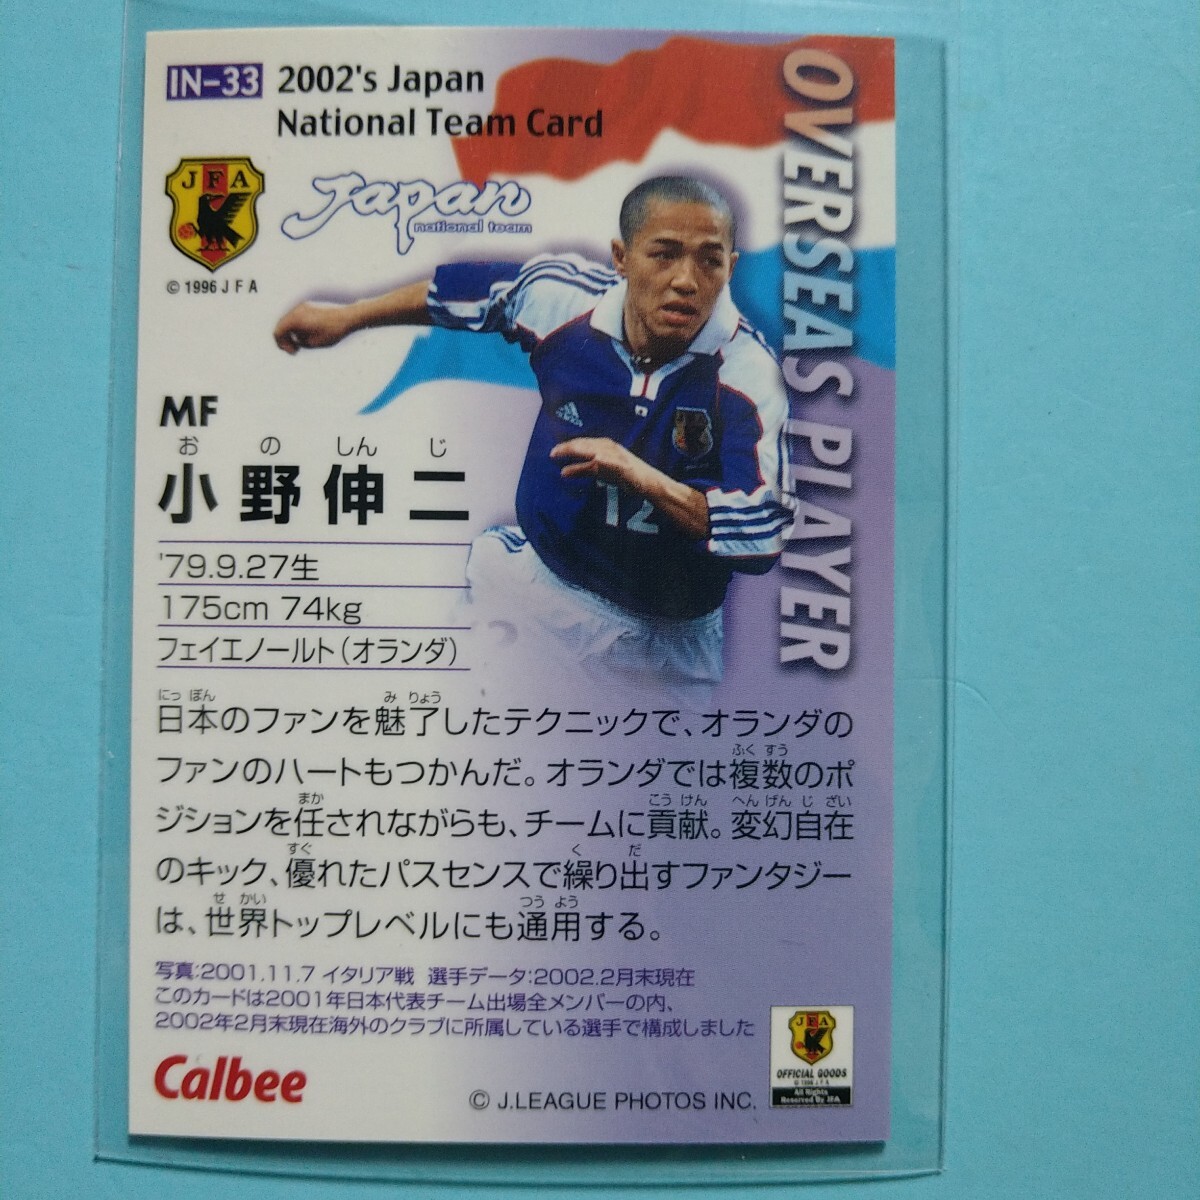 IN-33
2002's Japan
National Team Card
JFA
© 1996 J F A
Japan
national team
OVERSEAS PLAYER
adidas
12
MF
おのしんじ
小野伸二
'79.9.27生
175cm 74kg
フェイエノールト(オランダ)
にっぽん みりょう
日本のファンを魅了したテクニックで、オランダの
ふくすう
ファンのハートもつかんだ。オランダでは複数のポ
まか こうけん へんげんじざい
ジションを任されながらも、チームに貢献。変幻自在
すぐ く だ
のキック、優れたパスセンスで繰り出すファンタジー
せかい つうよう
は、世界トップレベルにも通用する。
写真:2001.11.7 イタリア戦 選手データ:2002.2月末現在
このカードは2001年日本代表チーム出場全メンバーの内、
2002年2月末現在海外のクラブに所属している選手で構成しました
Calbee
© J.LEAGUE PHOTOS INC.
JFA
OFFICIAL GOODS
© 1996 J F A
All Rights
Reserved By JFA